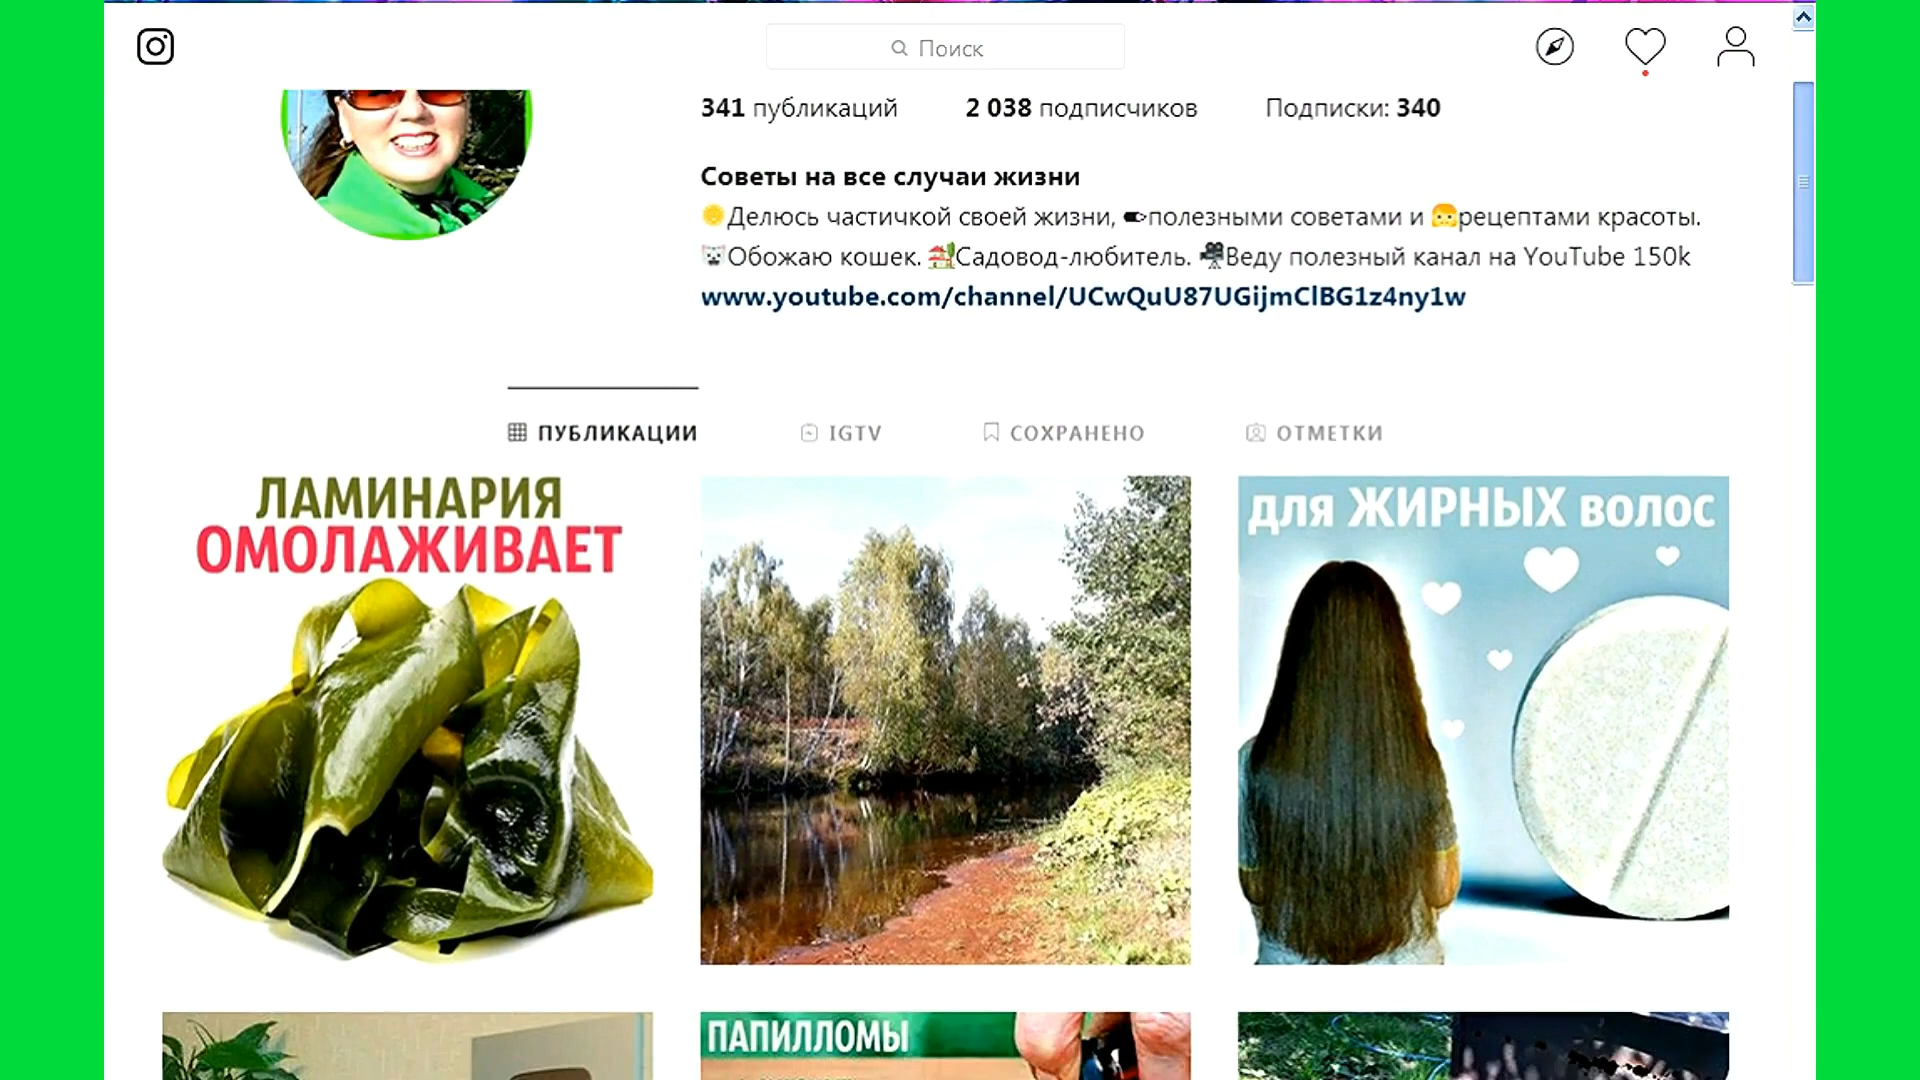 Поиск
341 публикаций 2 038 подписчиков Подписки: 340
Советы на все случаи жизни
Делюсь частичкой своей жизни, полезными советами и рецептами красоты.
Обожаю кошек. Садовод-любитель. Веду полезный канал на YouTube 150k
www.youtube.com/channel/UCwQuU87UGijmClBG1z4ny1w
ПУБЛИКАЦИИ IGTV СОХРАНЕНО ОТМЕТКИ
ЛАМИНАРИЯ
ОМОЛАЖИВАЕТ
для ЖИРНЫХ волос
ПАПИЛЛОМЫ